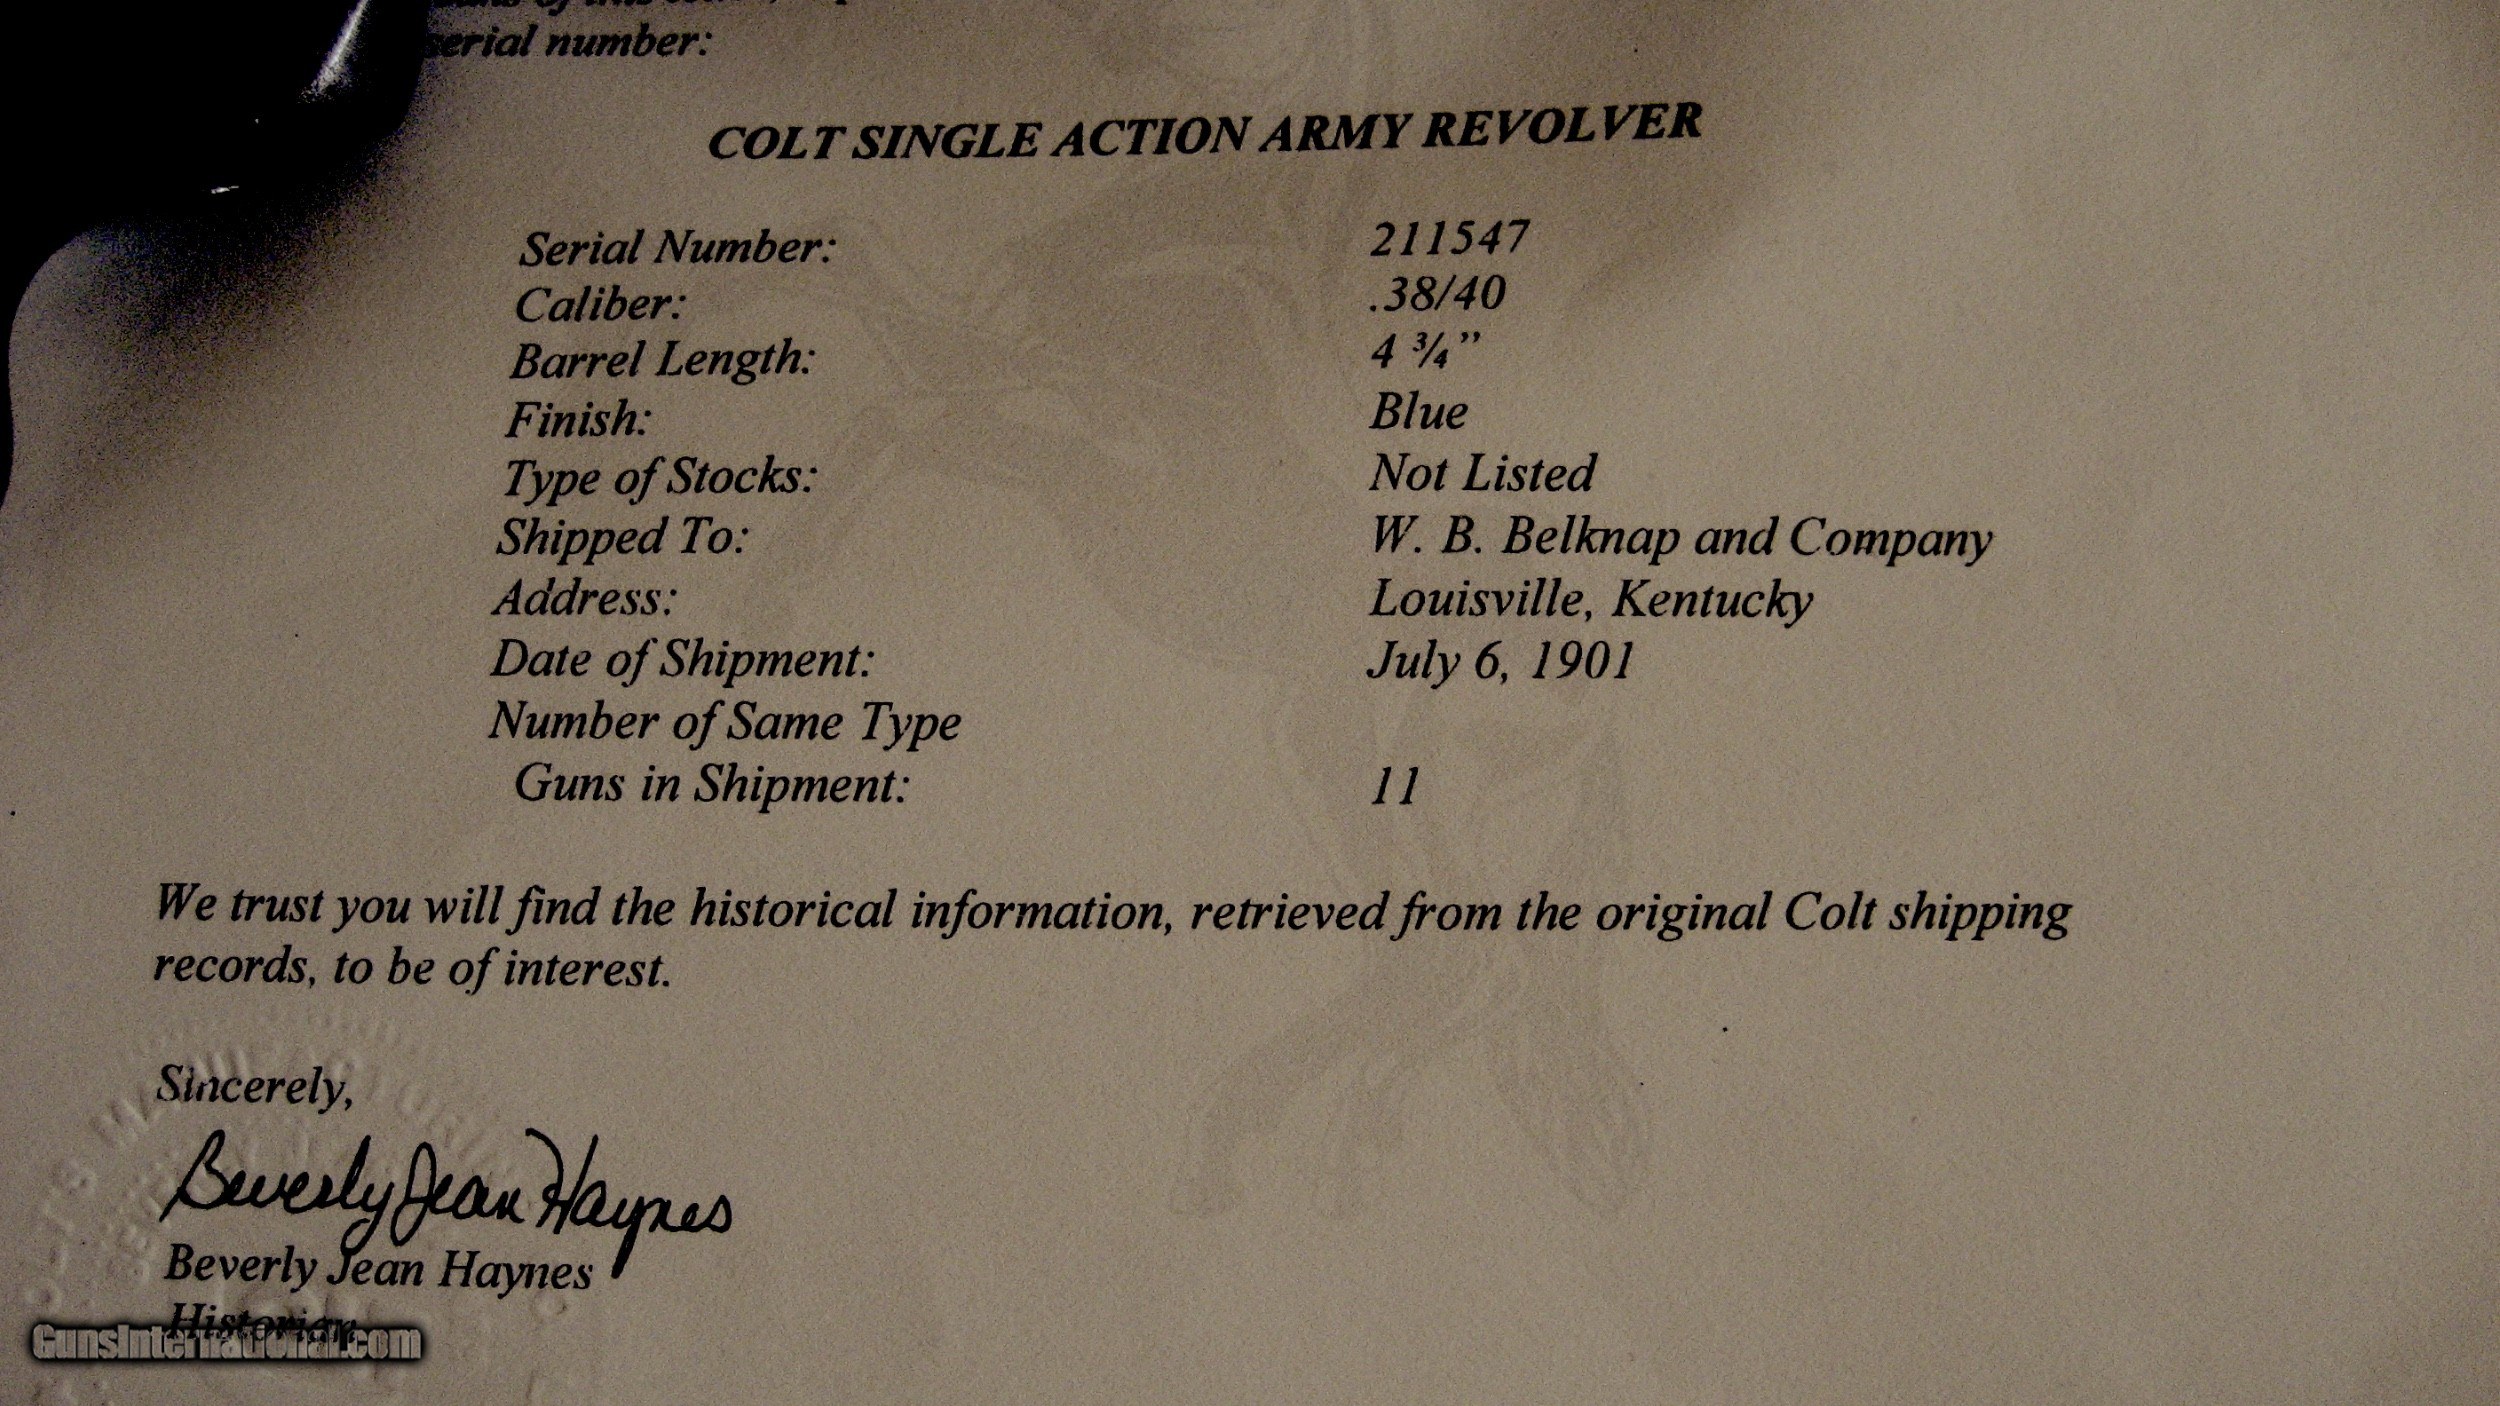 serial number:
COLT SINGLE ACTION ARMY REVOLVER
Serial Number: 211547
Caliber: .38/40
Barrel Length: 4 ¾”
Finish: Blue
Type of Stocks: Not Listed
Shipped To: W. B. Belknap and Company
Address: Louisville, Kentucky
Date of Shipment: July 6, 1901
Number of Same Type
Guns in Shipment: 11
We trust you will find the historical information, retrieved from the original Colt shipping
records, to be of interest.
Sincerely,
Beverly Jean Haynes
Beverly Jean Haynes
Historian
GunsInternational.com